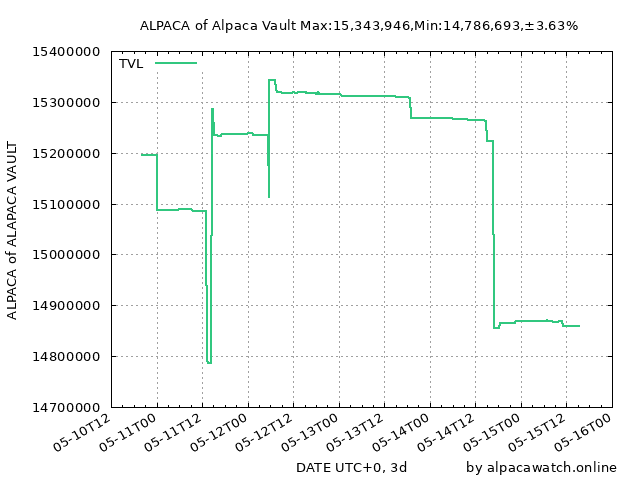 ALPACA of Alpaca Vault Max:15,343,946,Min:14,786,693,±3.63%
TVL
ALPACA of ALAPACA VAULT
15400000
15300000
15200000
15100000
15000000
14900000
14800000
14700000
05-10T12
05-11T00
05-11T12
05-12T00
05-12T12
05-13T00
05-13T12
05-14T00
05-14T12
05-15T00
05-15T12
05-16T00
DATE UTC+0, 3d
by alpacawatch.online